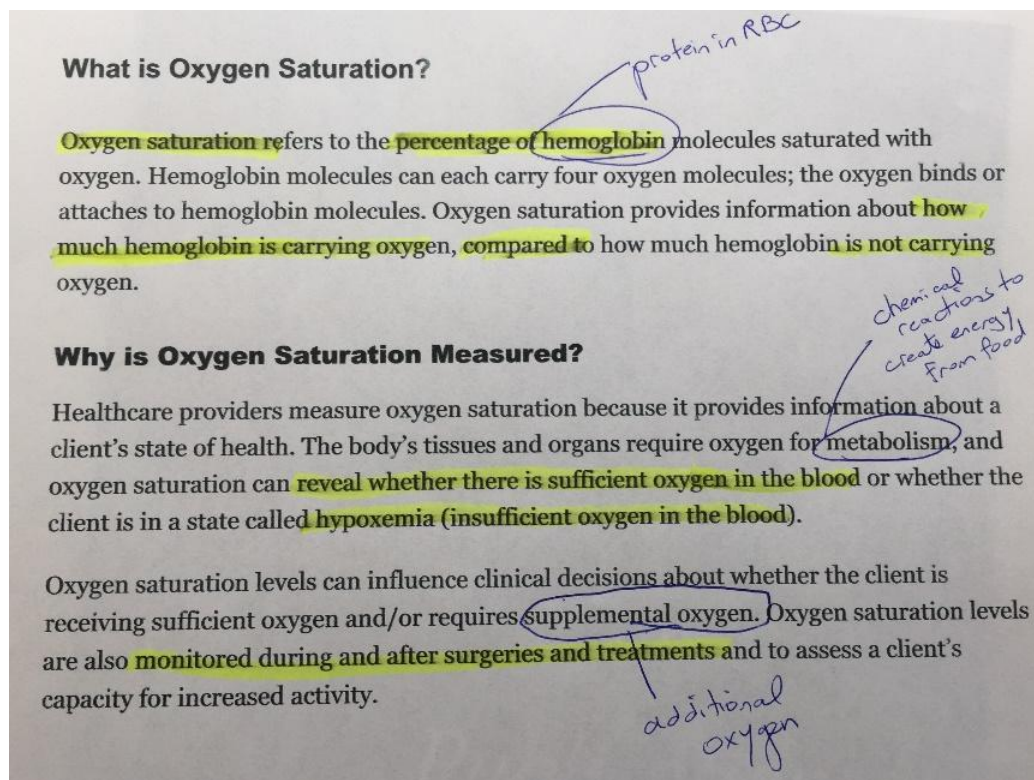 protein in RBC
What is Oxygen Saturation?
Oxygen saturation refers to the percentage of hemoglobin molecules saturated with
oxygen. Hemoglobin molecules can each carry four oxygen molecules; the oxygen binds or
attaches to hemoglobin molecules. Oxygen saturation provides information about how
much hemoglobin is carrying oxygen, compared to how much hemoglobin is not carrying
oxygen.
chemical
reactions to
create energy
from food
Why is Oxygen Saturation Measured?
Healthcare providers measure oxygen saturation because it provides information about a
client's state of health. The body's tissues and organs require oxygen for metabolism, and
oxygen saturation can reveal whether there is sufficient oxygen in the blood or whether the
client is in a state called hypoxemia (insufficient oxygen in the blood).
Oxygen saturation levels can influence clinical decisions about whether the client is
receiving sufficient oxygen and/or requires supplemental oxygen. Oxygen saturation levels
are also monitored during and after surgeries and treatments and to assess a client's
capacity for increased activity.
additional
oxygen